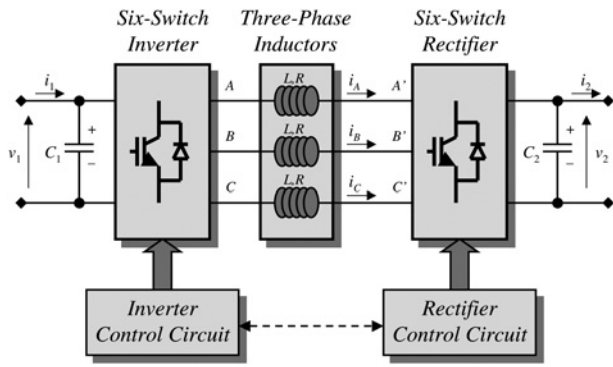 Six-Switch
Inverter
Three-Phase
Inductors
Six-Switch
Rectifier
i1
A
L,R
iA
A'
i2
v1
C1
+
−
B
L,R
iB
B'
C2
+
−
v2
C
L,R
iC
C'
Inverter
Control Circuit
Rectifier
Control Circuit